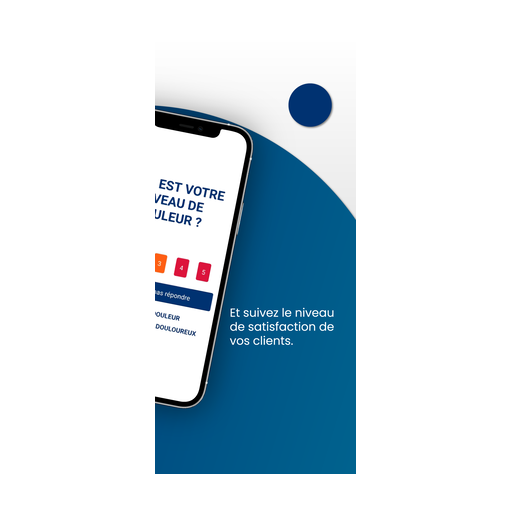 EST VOTRE
VEAU DE
ULEUR ?
3 4 5
pas répondre
OULEUR
DOULOUREUX
Et suivez le niveau
de satisfaction de
vos clients.